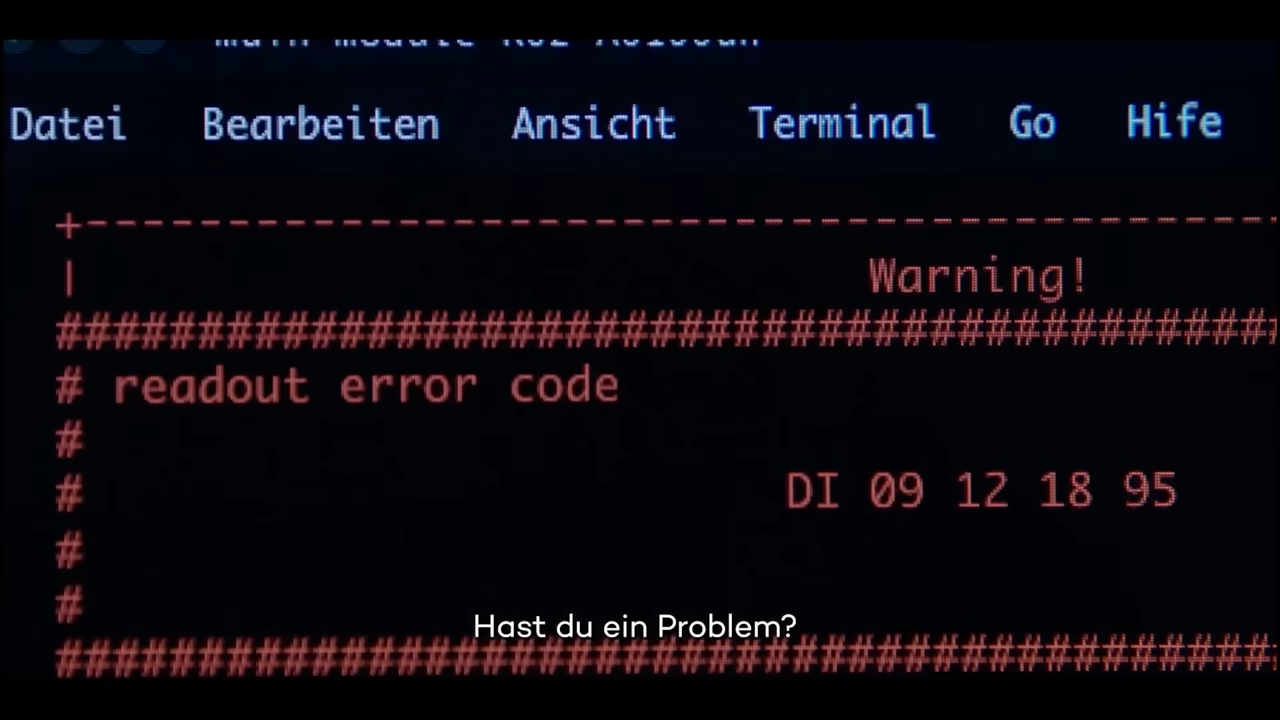 Datei Bearbeiten Ansicht Terminal Go Hife
Warning!
# readout error code
#
# DI 09 12 18 95
#
#
Hast du ein Problem?